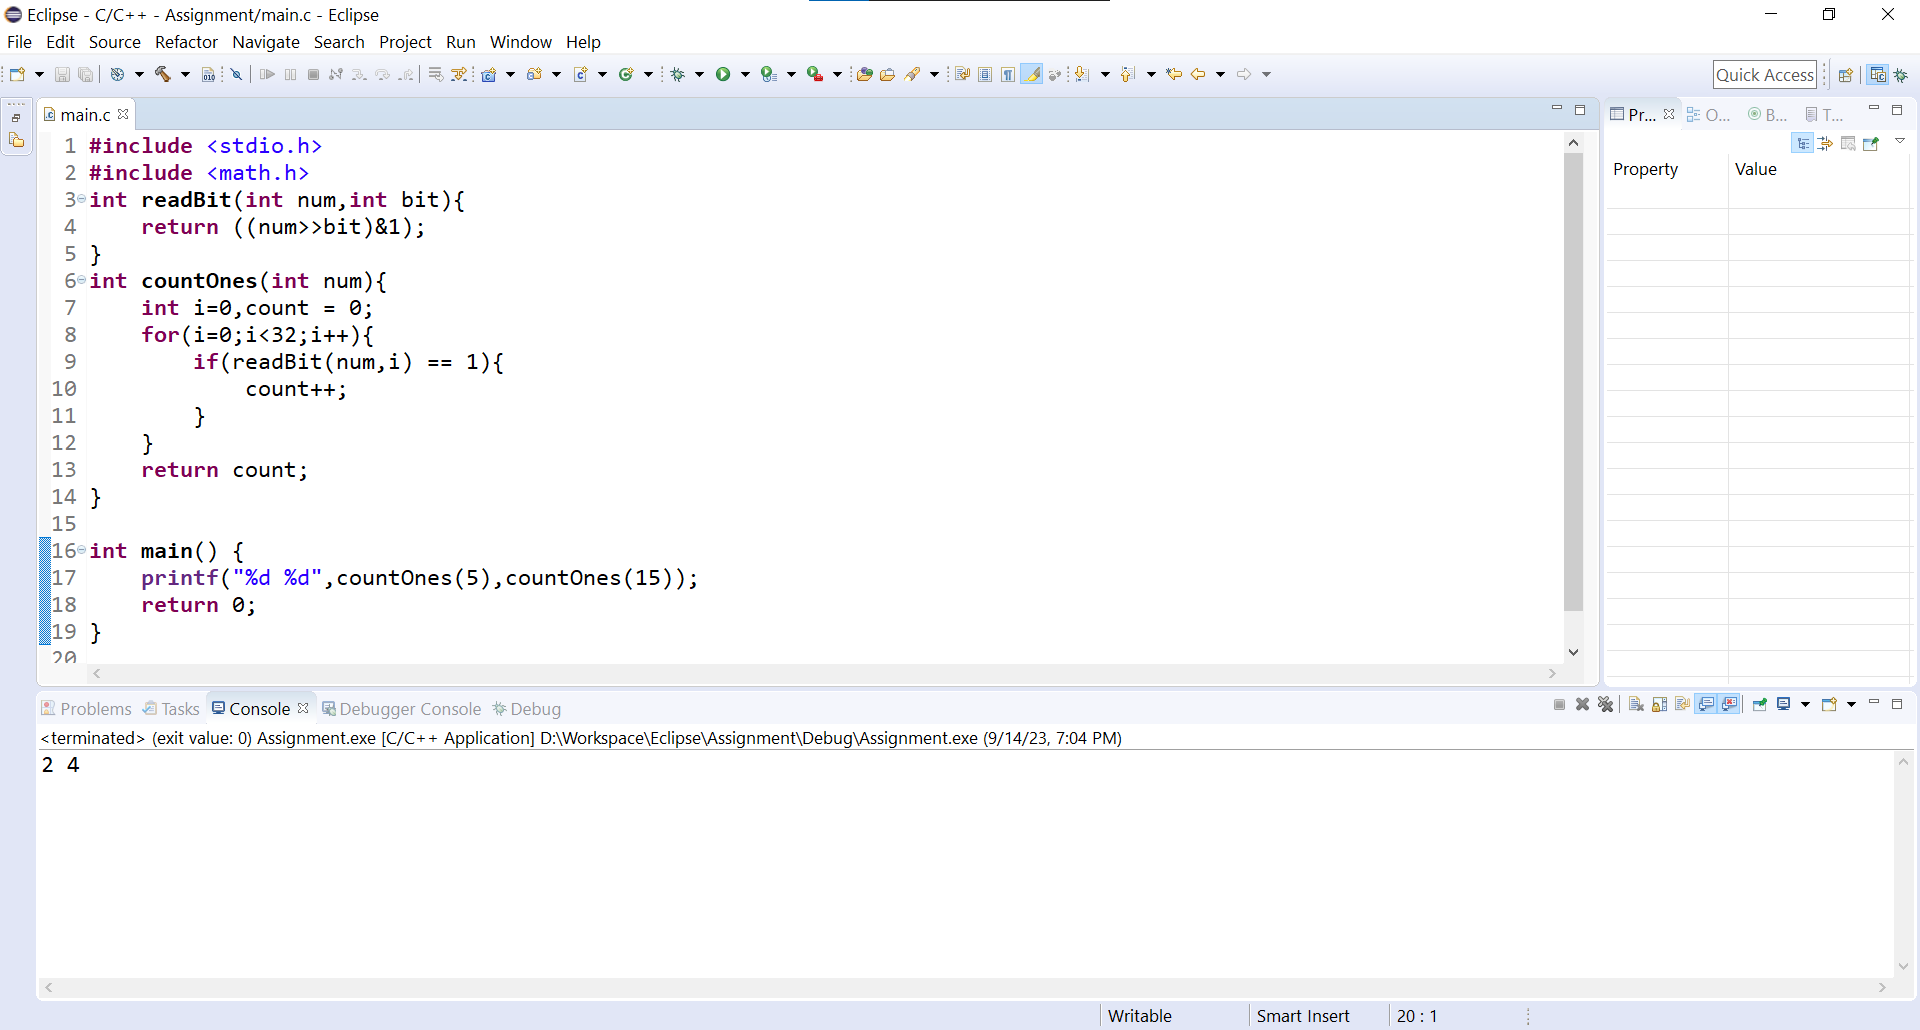 Eclipse - C/C++ - Assignment/main.c - Eclipse
File Edit Source Refactor Navigate Search Project Run Window Help
Quick Access
main.c
Pr... O... B... T...
Property Value
1 #include <stdio.h>
2 #include <math.h>
3 int readBit(int num,int bit){
4     return ((num>>bit)&1);
5 }
6 int countOnes(int num){
7     int i=0,count = 0;
8     for(i=0;i<32;i++){
9         if(readBit(num,i) == 1){
10             count++;
11         }
12     }
13     return count;
14 }
15
16 int main() {
17     printf("%d %d",countOnes(5),countOnes(15));
18     return 0;
19 }
20
Problems Tasks Console Debugger Console Debug
<terminated> (exit value: 0) Assignment.exe [C/C++ Application] D:\Workspace\Eclipse\Assignment\Debug\Assignment.exe (9/14/23, 7:04 PM)
2 4
Writable Smart Insert 20 : 1